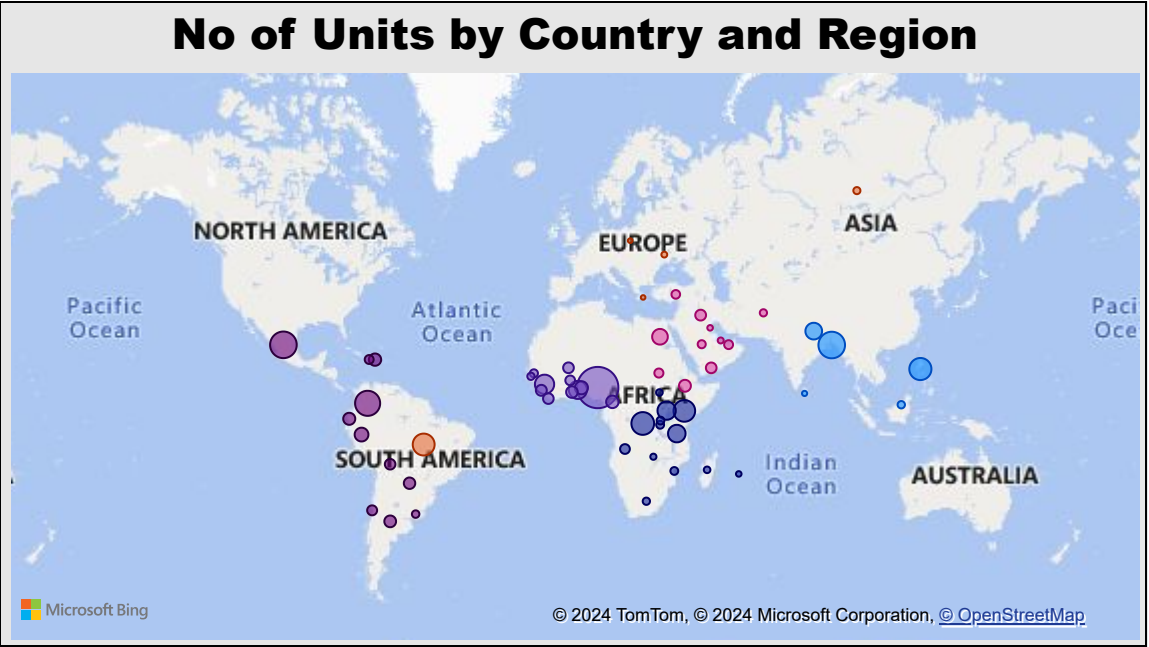 No of Units by Country and Region
NORTH AMERICA
EUROPE
ASIA
Pacific
Ocean
Atlantic
Ocean
Paci
Oce
AFRICA
SOUTH AMERICA
Indian
Ocean
AUSTRALIA
Microsoft Bing
© 2024 TomTom, © 2024 Microsoft Corporation, © OpenStreetMap